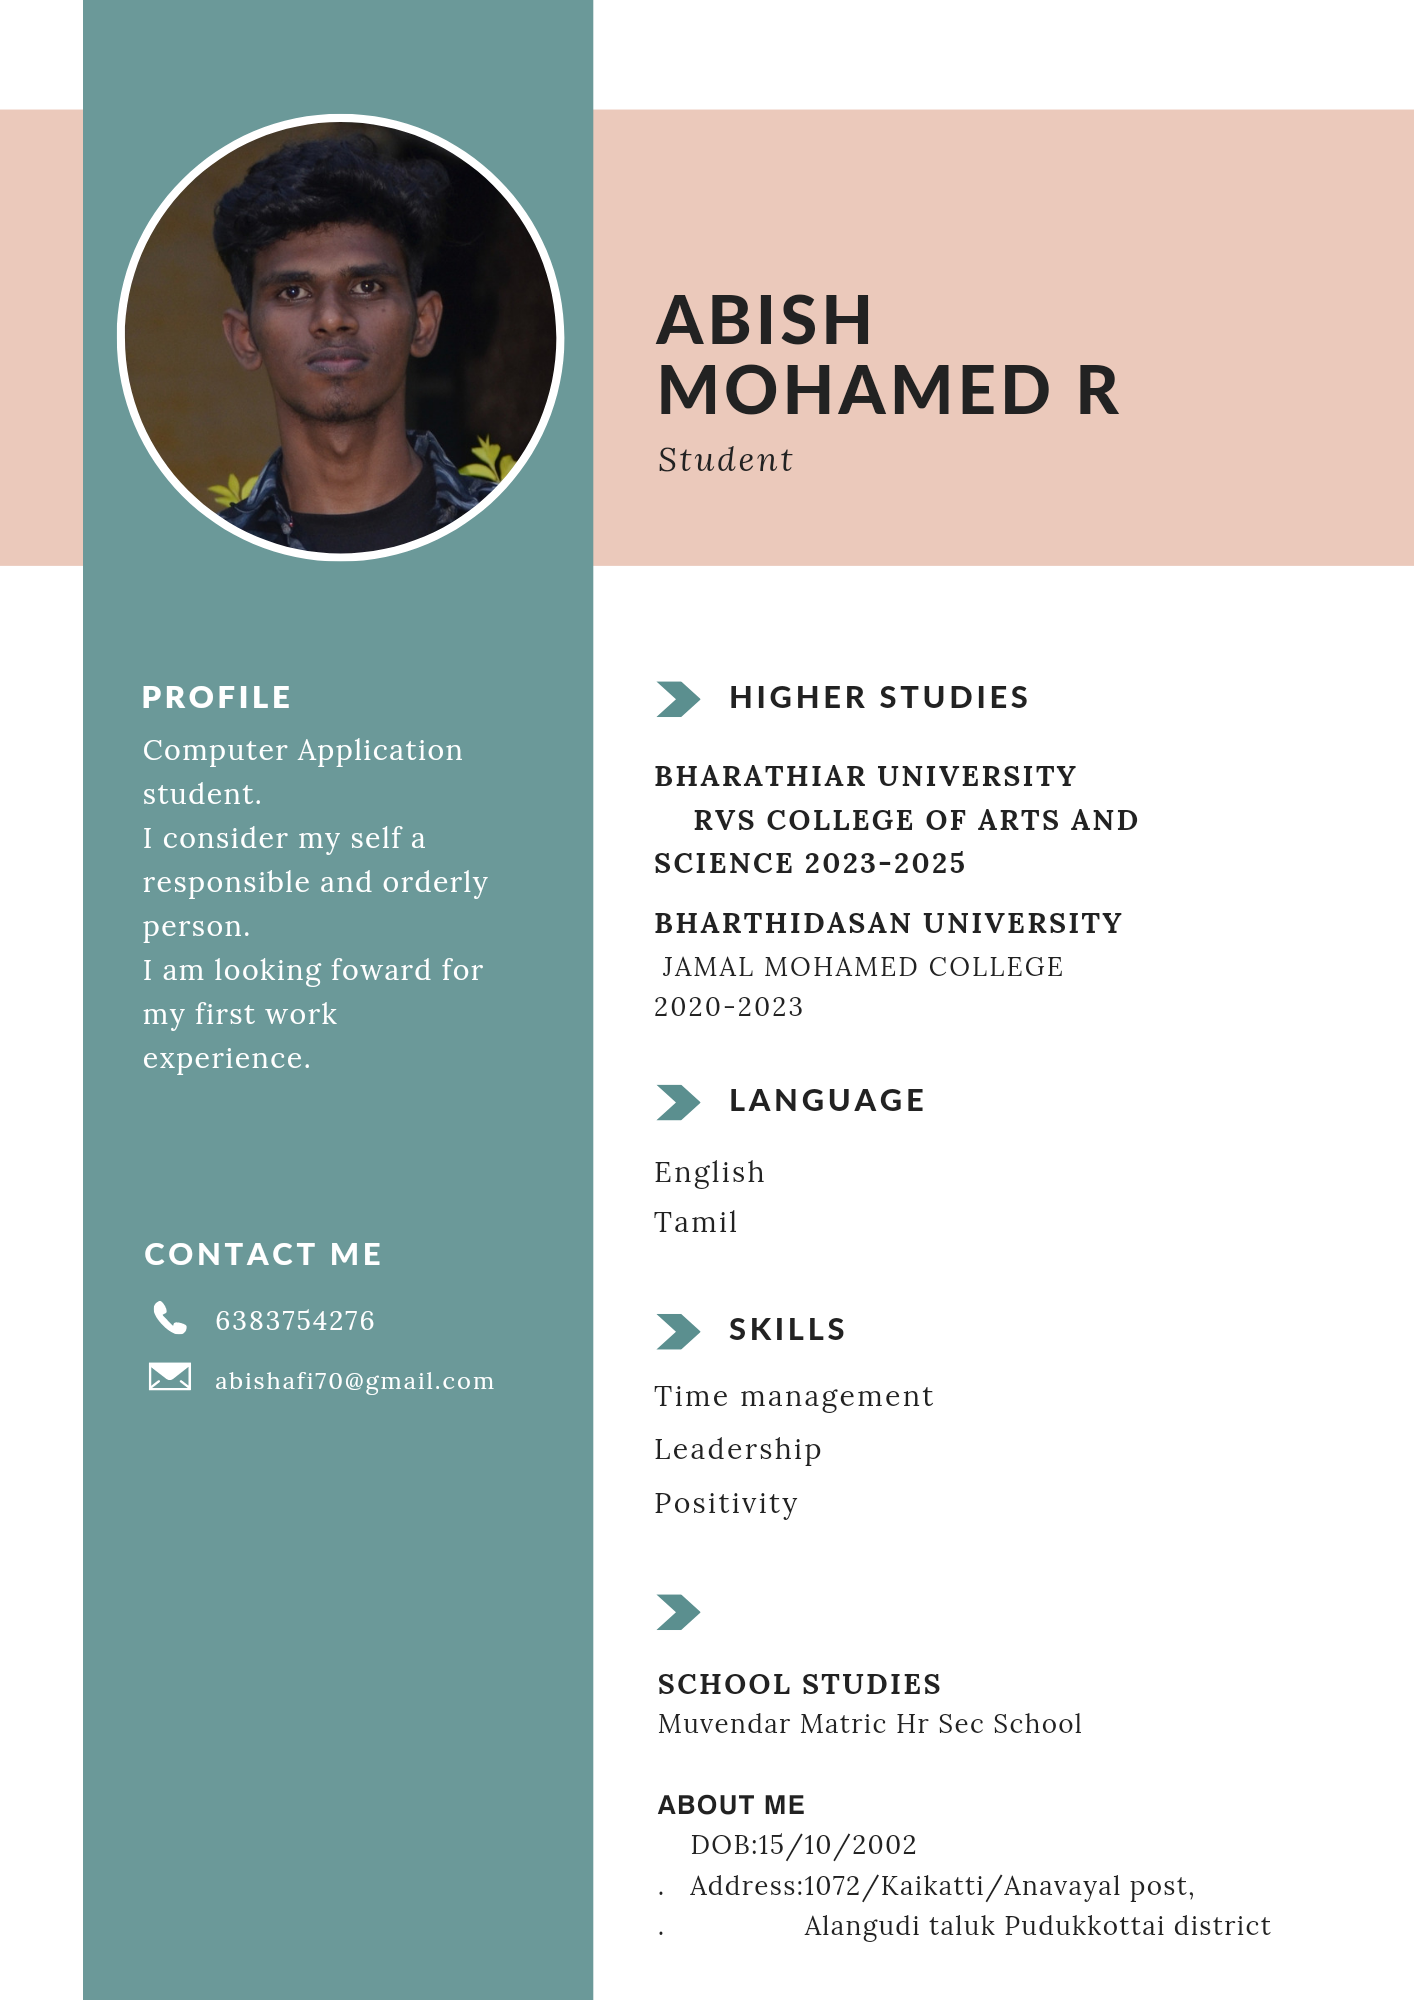 ABISH
MOHAMED R
Student
PROFILE
Computer Application
student.
I consider my self a
responsible and orderly
person.
I am looking foward for
my first work
experience.
CONTACT ME
6383754276
abishafi70@gmail.com
HIGHER STUDIES
BHARATHIAR UNIVERSITY
RVS COLLEGE OF ARTS AND
SCIENCE 2023-2025
BHARTHIDASAN UNIVERSITY
JAMAL MOHAMED COLLEGE
2020-2023
LANGUAGE
English
Tamil
SKILLS
Time management
Leadership
Positivity
SCHOOL STUDIES
Muvendar Matric Hr Sec School
ABOUT ME
DOB:15/10/2002
. Address:1072/Kaikatti/Anavayal post,
. Alangudi taluk Pudukkottai district